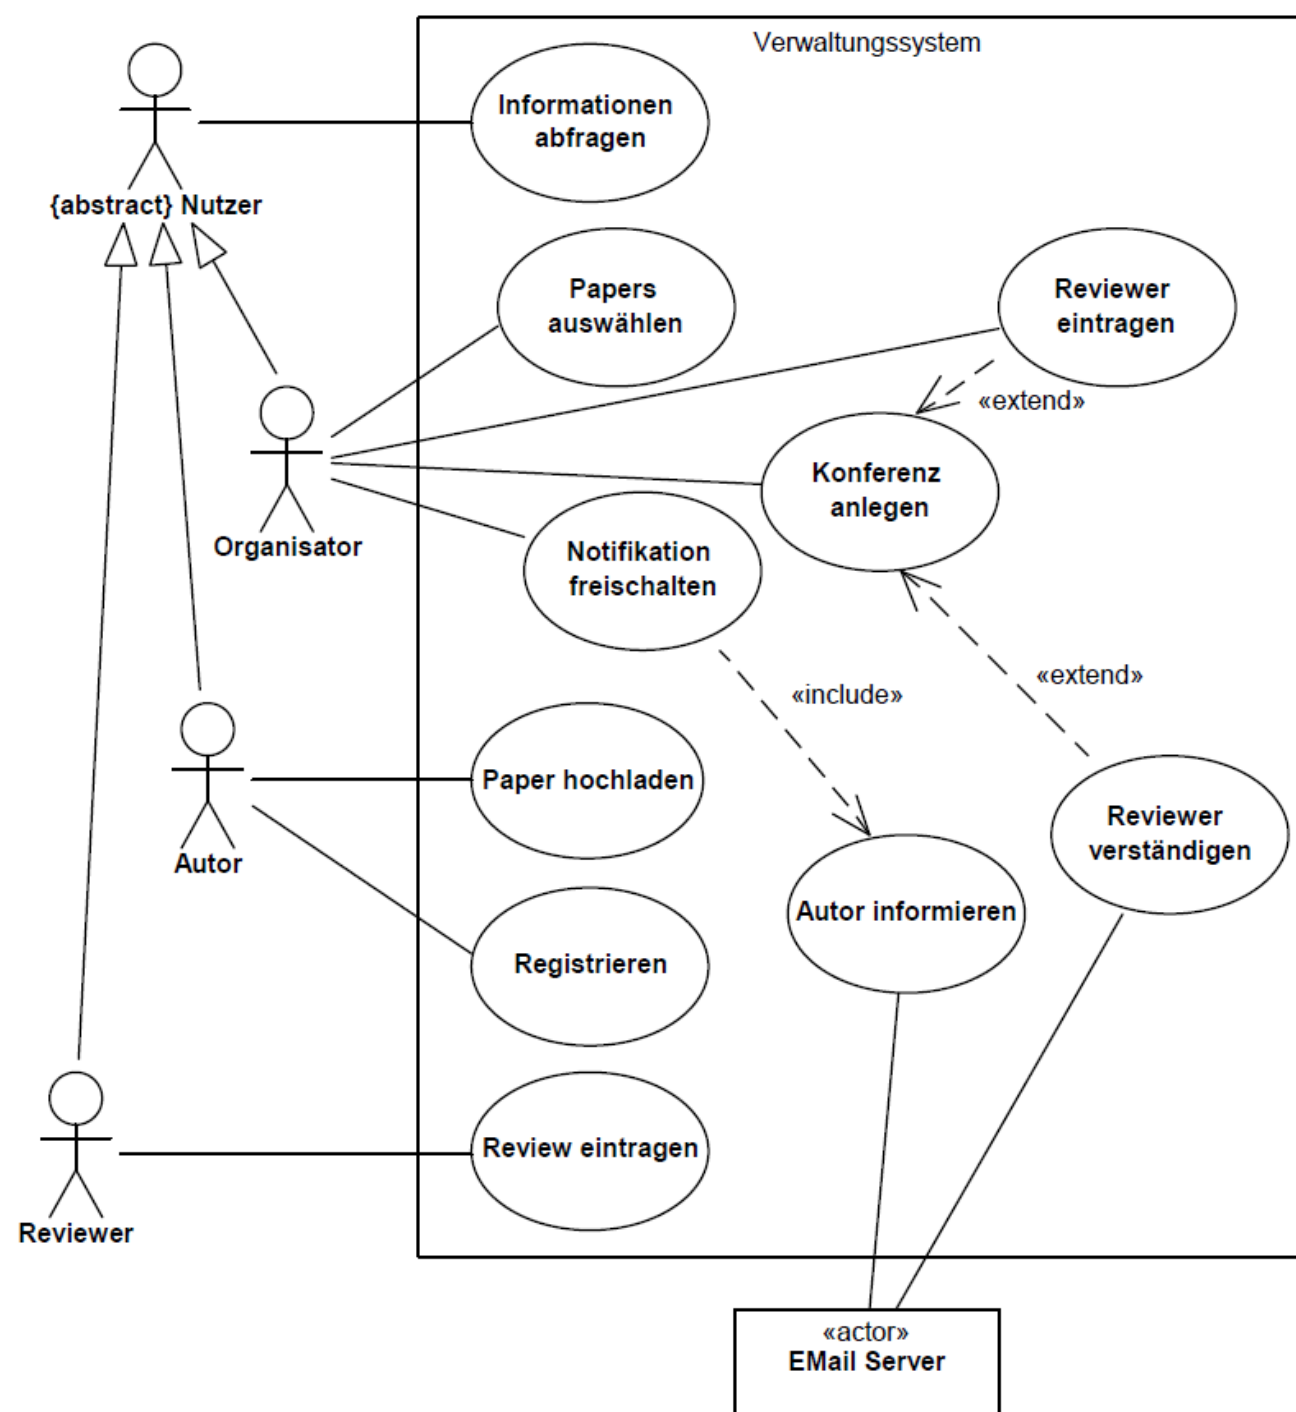 Verwaltungssystem
Informationen
abfragen
{abstract} Nutzer
Papers
auswählen
Reviewer
eintragen
«extend»
Konferenz
anlegen
Organisator
Notifikation
freischalten
«extend»
«include»
Paper hochladen
Reviewer
verständigen
Autor
Autor informieren
Registrieren
Review eintragen
Reviewer
«actor»
EMail Server